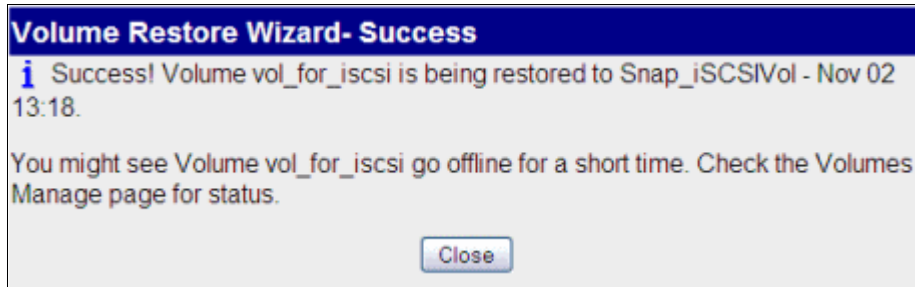 Volume Restore Wizard- Success
i Success! Volume vol_for_iscsi is being restored to Snap_iSCSIVol - Nov 02
13:18.
You might see Volume vol_for_iscsi go offline for a short time. Check the Volumes
Manage page for status.
Close